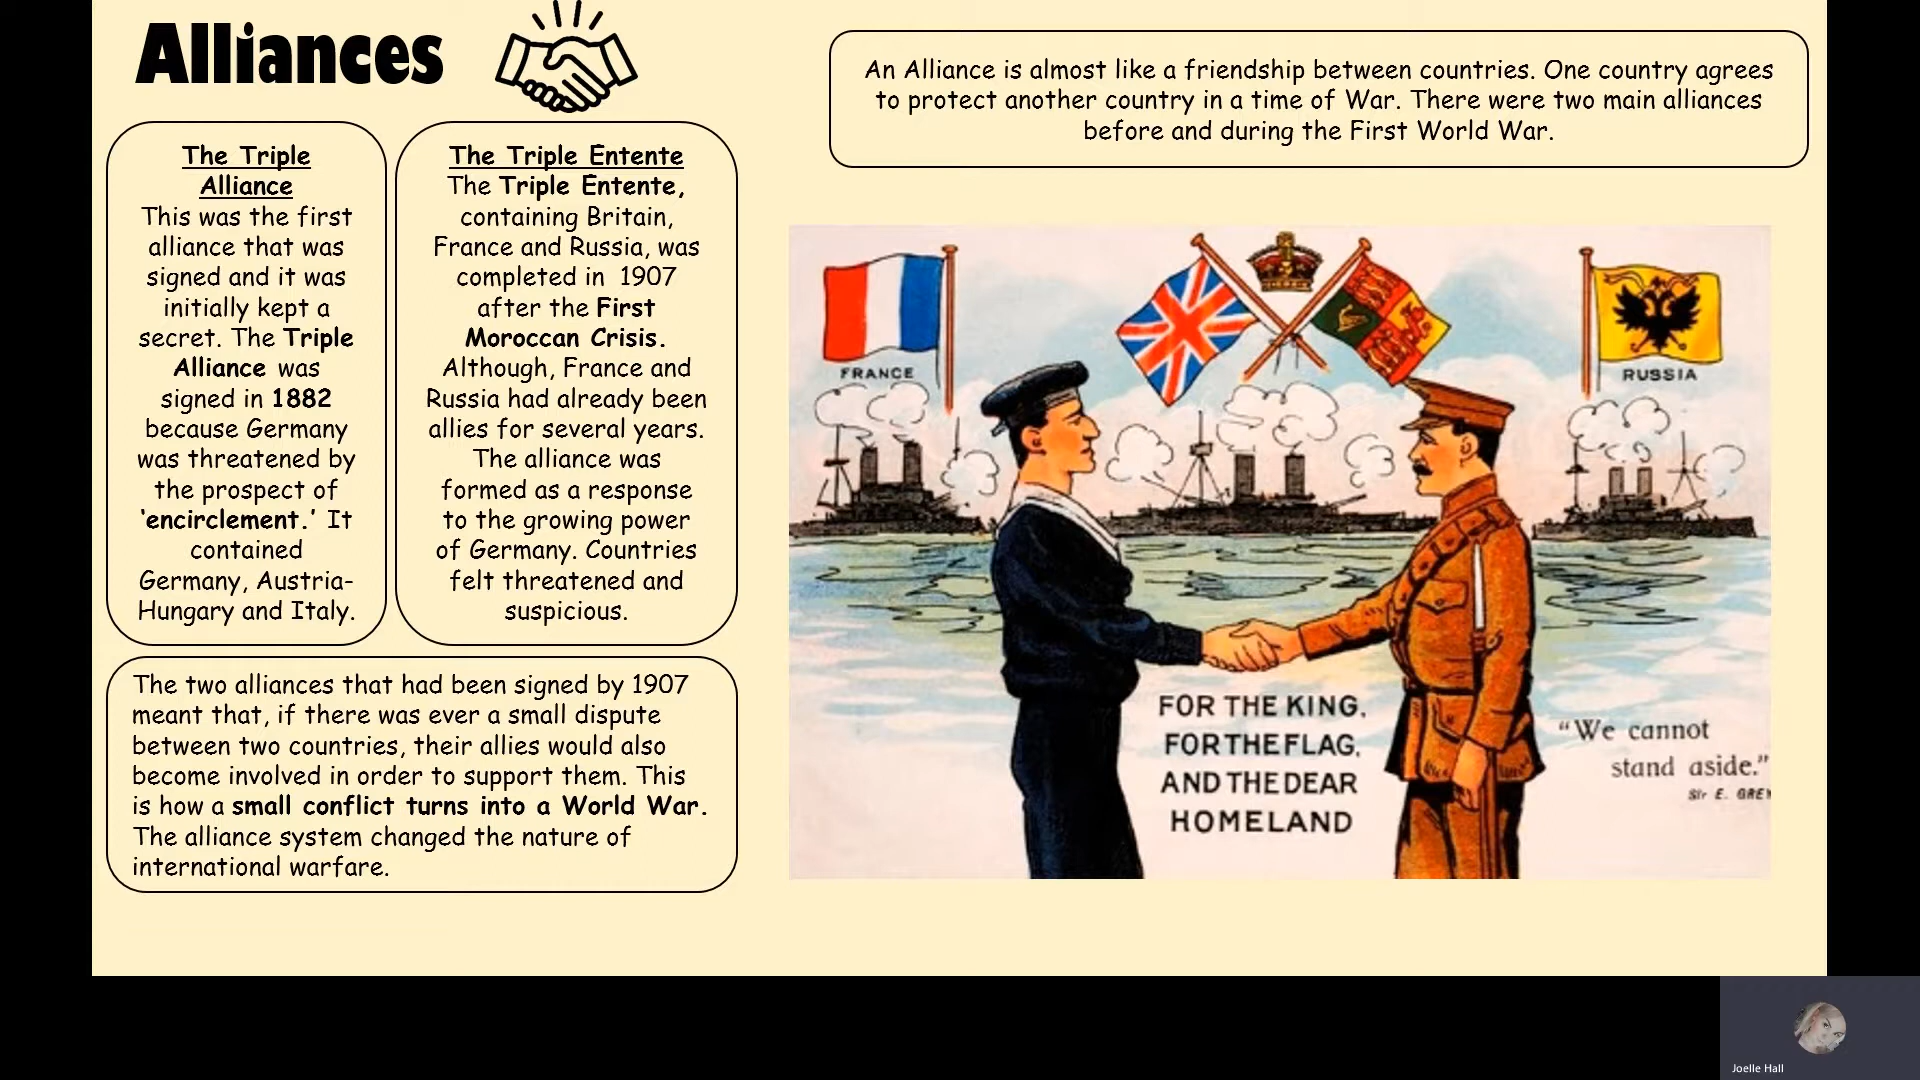 Alliances
An Alliance is almost like a friendship between countries. One country agrees
to protect another country in a time of War. There were two main alliances
before and during the First World War.
The Triple
Alliance
This was the first
alliance that was
signed and it was
initially kept a
secret. The Triple
Alliance was
signed in 1882
because Germany
was threatened by
the prospect of
‘encirclement.’ It
contained
Germany, Austria-
Hungary and Italy.
The Triple Entente
The Triple Entente,
containing Britain,
France and Russia, was
completed in 1907
after the First
Moroccan Crisis.
Although, France and
Russia had already been
allies for several years.
The alliance was
formed as a response
to the growing power
of Germany. Countries
felt threatened and
suspicious.
The two alliances that had been signed by 1907
meant that, if there was ever a small dispute
between two countries, their allies would also
become involved in order to support them. This
is how a small conflict turns into a World War.
The alliance system changed the nature of
international warfare.
FRANCE
RUSSIA
FOR THE KING,
FOR THE FLAG,
AND THE DEAR
HOMELAND
“We cannot
stand aside.”
Sir E. GREY
Joelle Hall